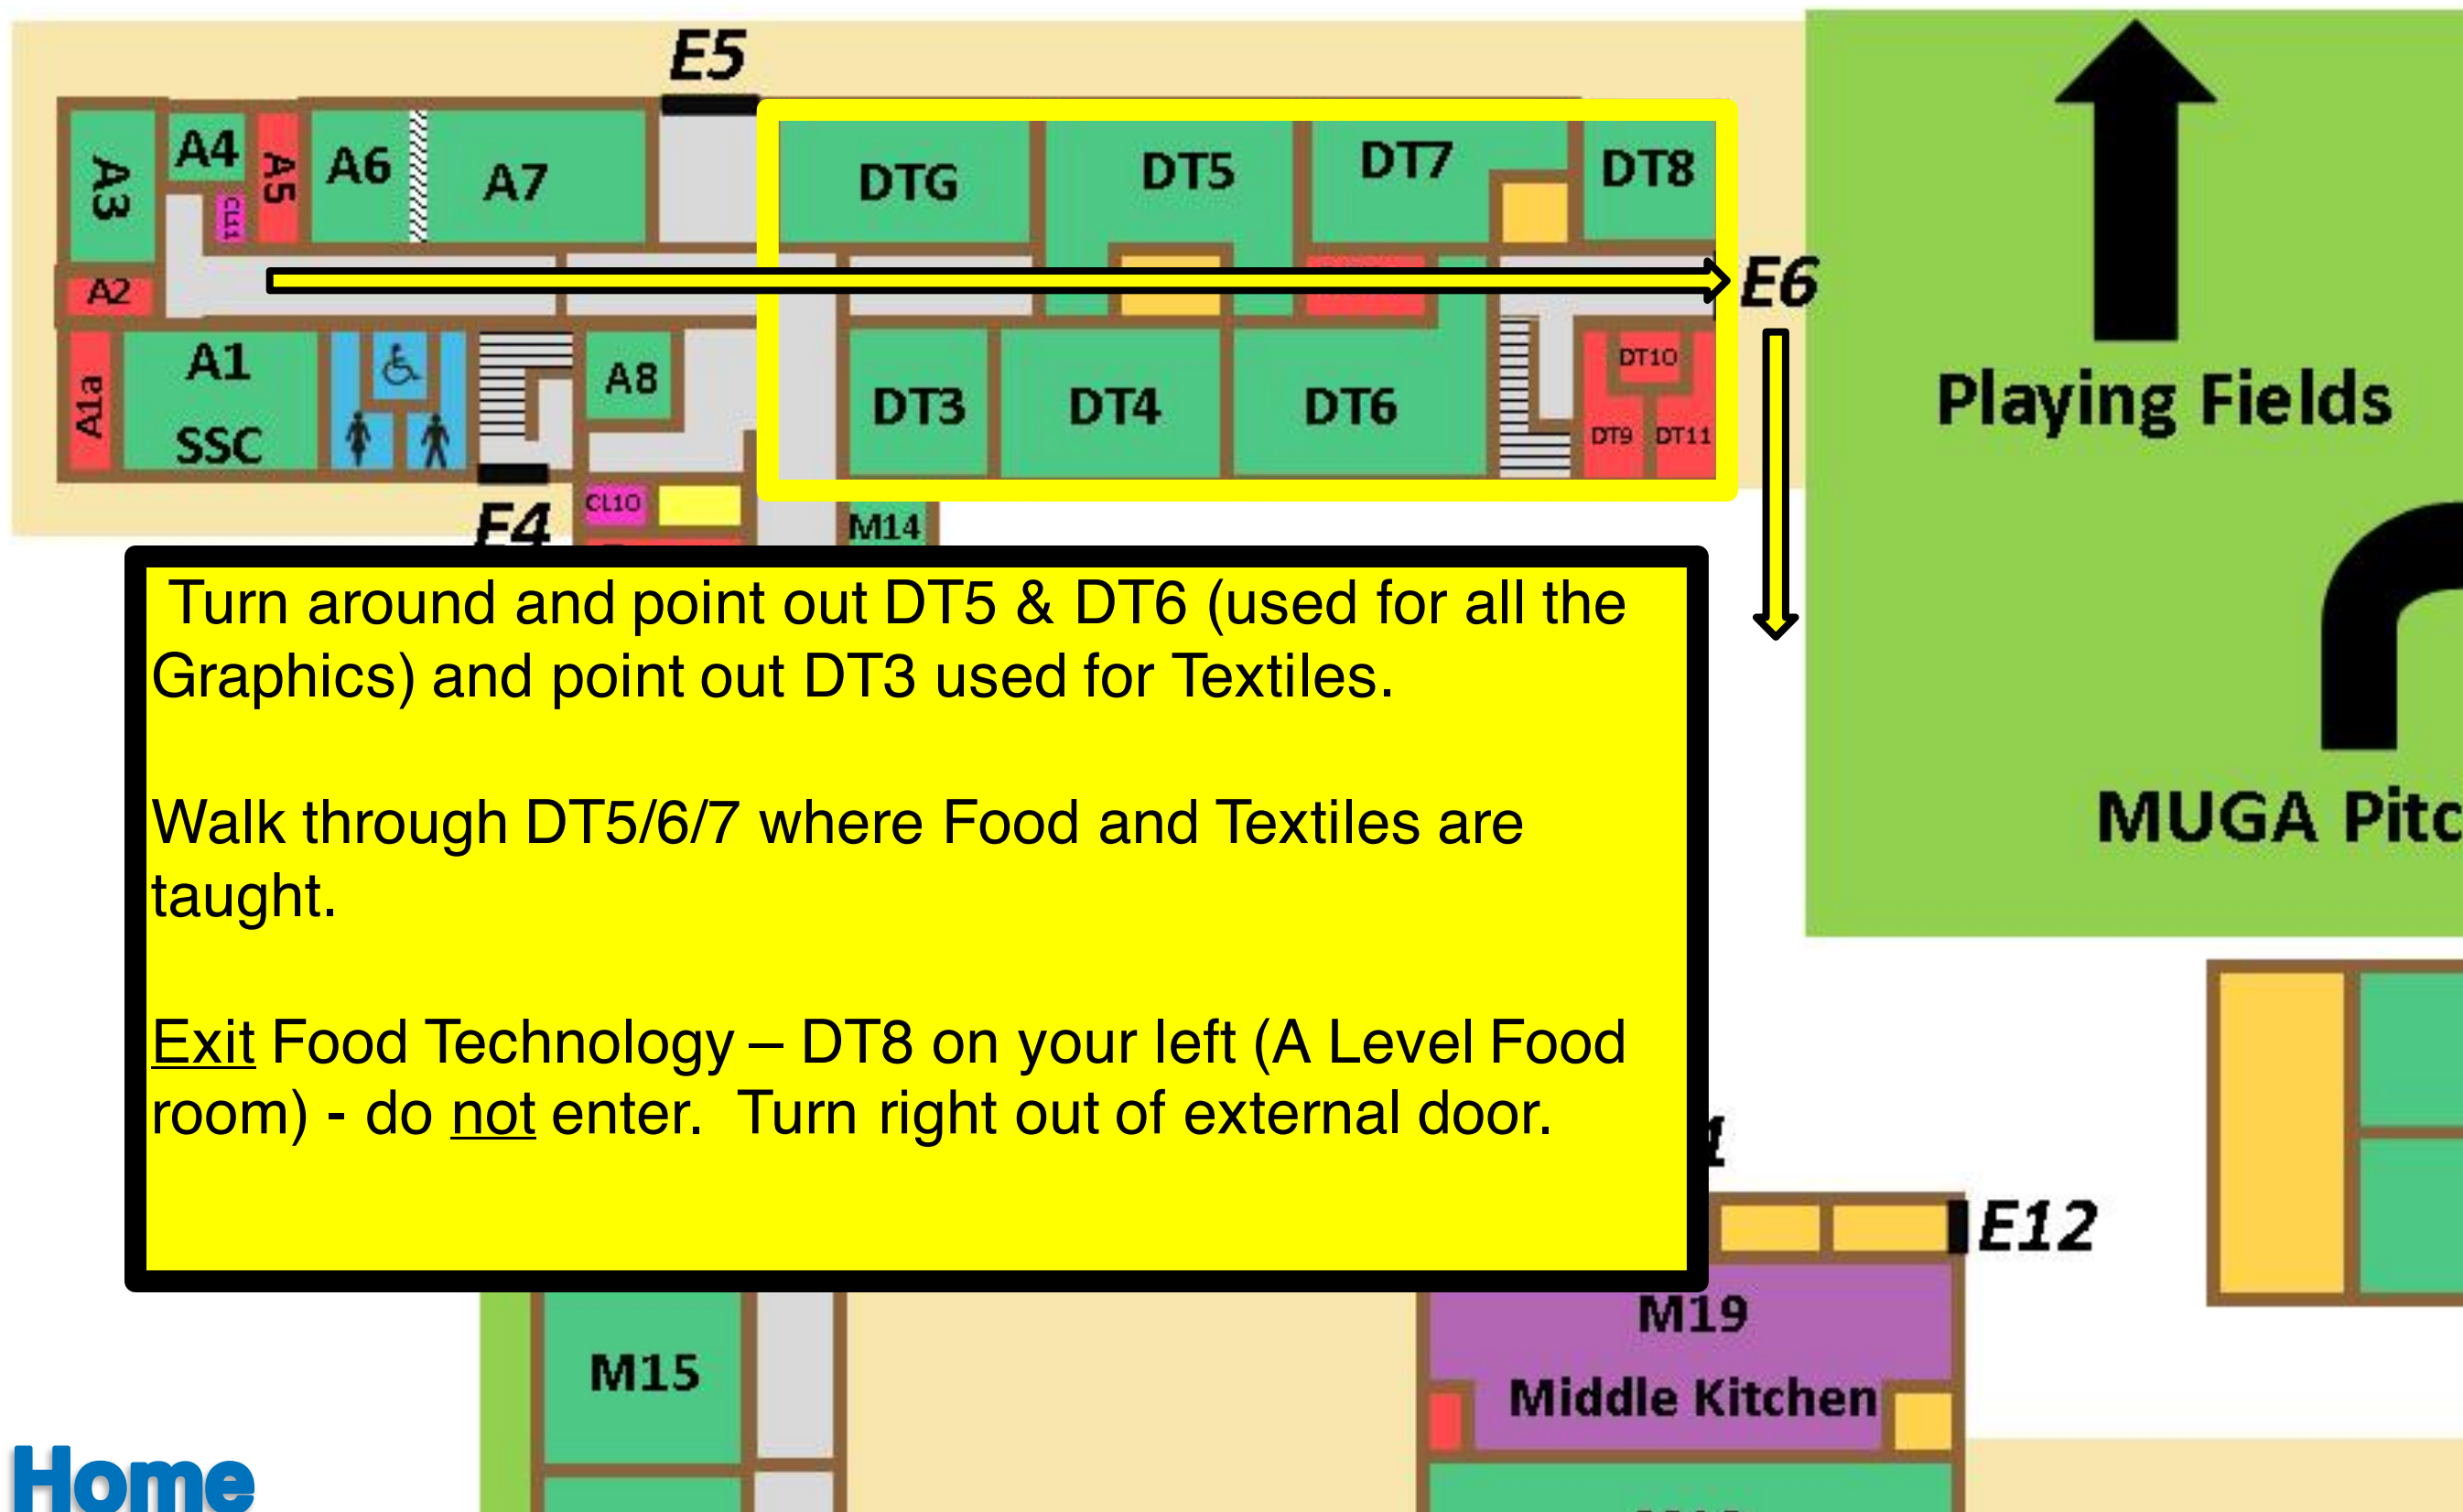 E5
A3
A4
A5
CL11
A6
A7
DTG
DT5
DT7
DT8
A2
E6
A1a
A1
SSC
A8
DT3
DT4
DT6
DT10
DT9
DT11
Playing Fields
E4
CL10
M14
Turn around and point out DT5 & DT6 (used for all the
Graphics) and point out DT3 used for Textiles.
Walk through DT5/6/7 where Food and Textiles are
taught.
Exit Food Technology – DT8 on your left (A Level Food
room) - do not enter. Turn right out of external door.
MUGA Pitc
E12
M19
Middle Kitchen
M15
Home